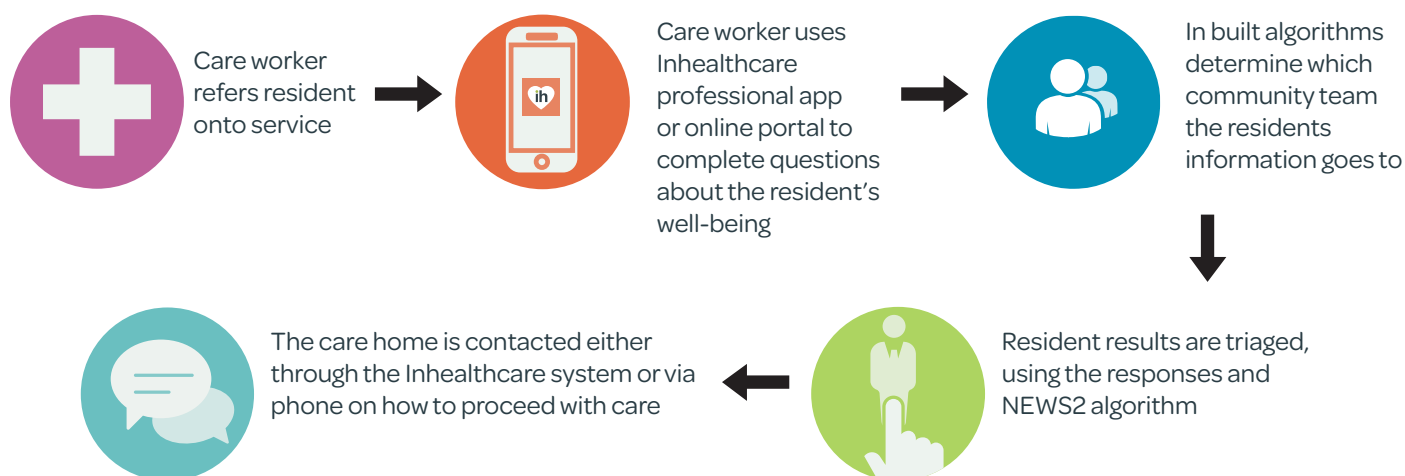 Care worker
refers resident
onto service
ih
Care worker uses
Inhealthcare
professional app
or online portal to
complete questions
about the resident's
well-being
In built algorithms
determine which
community team
the residents
information goes to
Resident results are triaged,
using the responses and
NEWS2 algorithm
The care home is contacted either
through the Inhealthcare system or via
phone on how to proceed with care